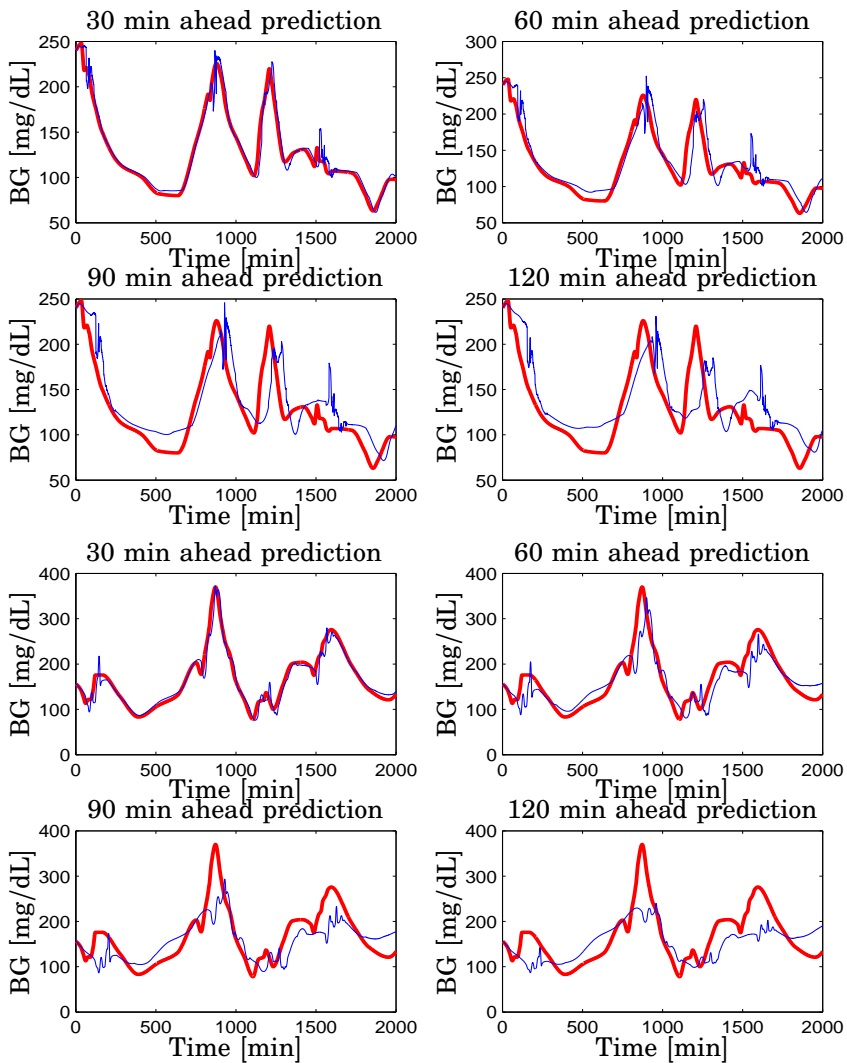 30 min ahead prediction
BG [mg/dL]
250
200
150
100
50
0 500 1000 1500 2000
Time [min]
60 min ahead prediction
BG [mg/dL]
300
250
200
150
100
50
0 500 1000 1500 2000
Time [min]
90 min ahead prediction
BG [mg/dL]
250
200
150
100
50
0 500 1000 1500 2000
Time [min]
120 min ahead prediction
BG [mg/dL]
250
200
150
100
50
0 500 1000 1500 2000
Time [min]
30 min ahead prediction
BG [mg/dL]
400
300
200
100
0
0 500 1000 1500 2000
Time [min]
60 min ahead prediction
BG [mg/dL]
400
300
200
100
0
0 500 1000 1500 2000
Time [min]
90 min ahead prediction
BG [mg/dL]
400
300
200
100
0
0 500 1000 1500 2000
Time [min]
120 min ahead prediction
BG [mg/dL]
400
300
200
100
0
0 500 1000 1500 2000
Time [min]